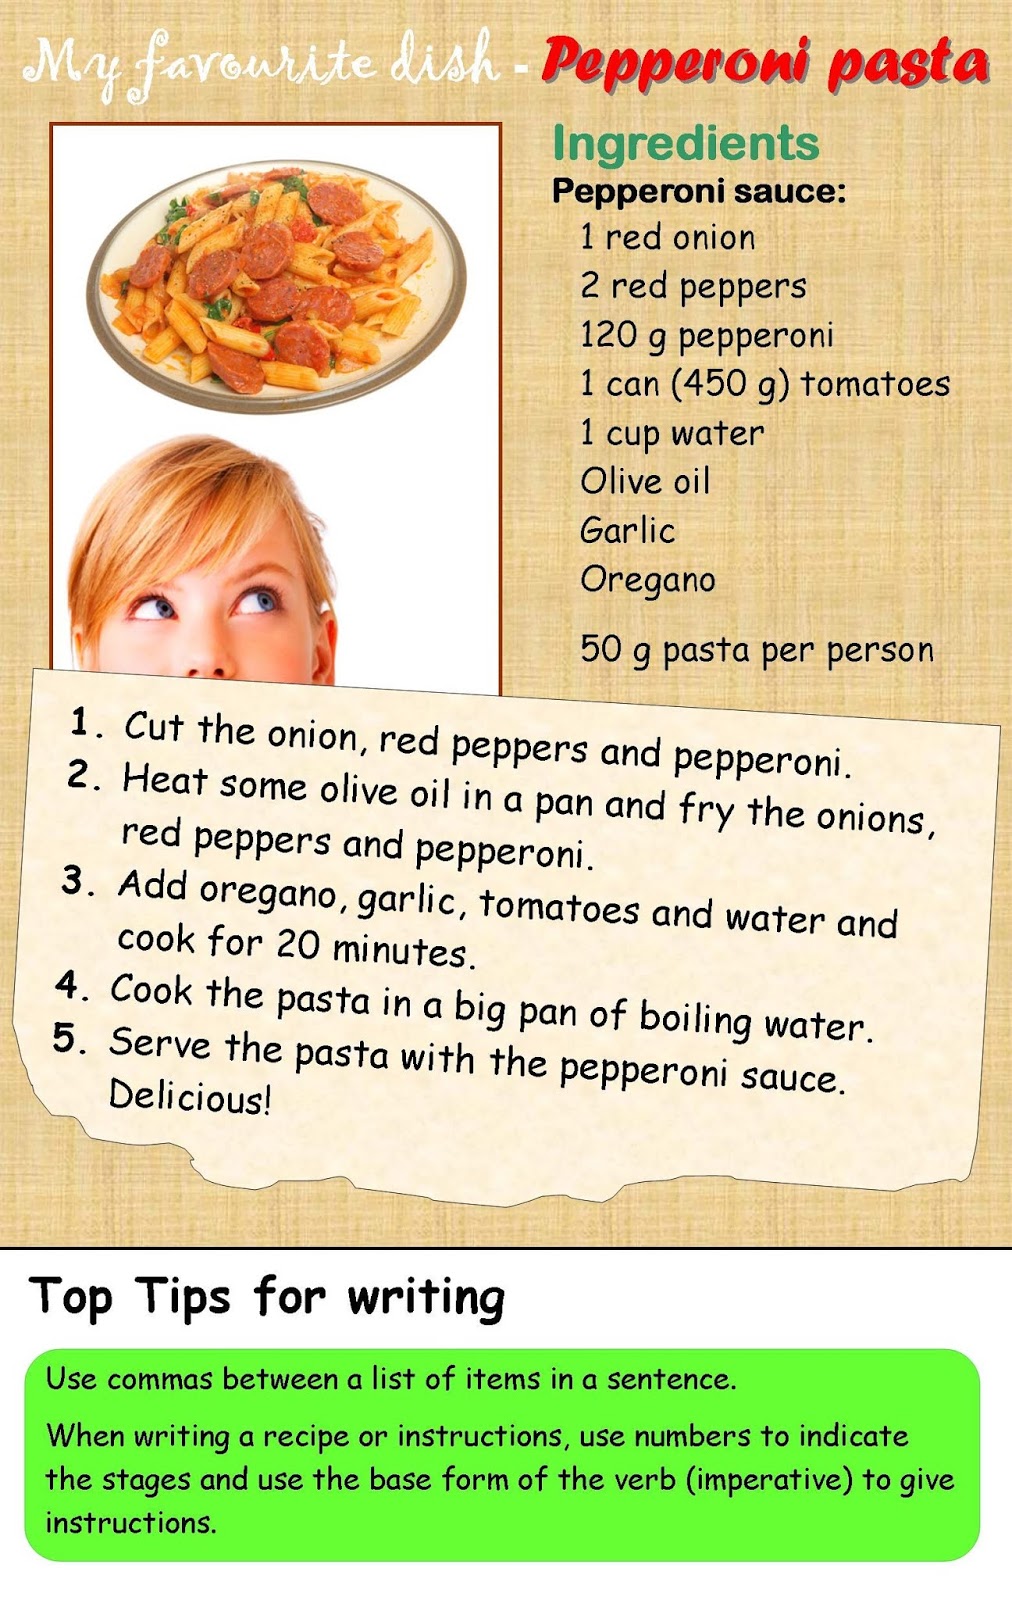 My favourite dish - Pepperoni pasta
Ingredients
Pepperoni sauce:
1 red onion
2 red peppers
120 g pepperoni
1 can (450 g) tomatoes
1 cup water
Olive oil
Garlic
Oregano
50 g pasta per person
1. Cut the onion, red peppers and pepperoni.
2. Heat some olive oil in a pan and fry the onions,
red peppers and pepperoni.
3. Add oregano, garlic, tomatoes and water and
cook for 20 minutes.
4. Cook the pasta in a big pan of boiling water.
5. Serve the pasta with the pepperoni sauce.
Delicious!
Top Tips for writing
Use commas between a list of items in a sentence.
When writing a recipe or instructions, use numbers to indicate
the stages and use the base form of the verb (imperative) to give
instructions.